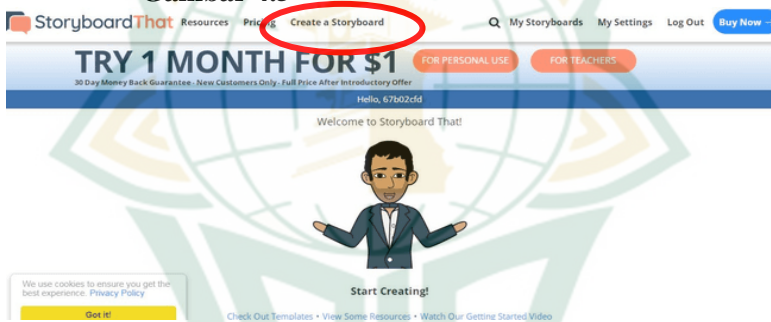 StoryboardThat Resources Pricing Create a Storyboard My Storyboards My Settings Log Out Buy Now
TRY 1 MONTH FOR $1 FOR PERSONAL USE FOR TEACHERS
30 Day Money Back Guarantee - New Customers Only - Full Price After Introductory Offer
Hello, 67b02cfd
Welcome to Storyboard That!
We use cookies to ensure you get the
best experience. Privacy Policy
Got it!
Start Creating!
Check Out Templates • View Some Resources • Watch Our Getting Started Video